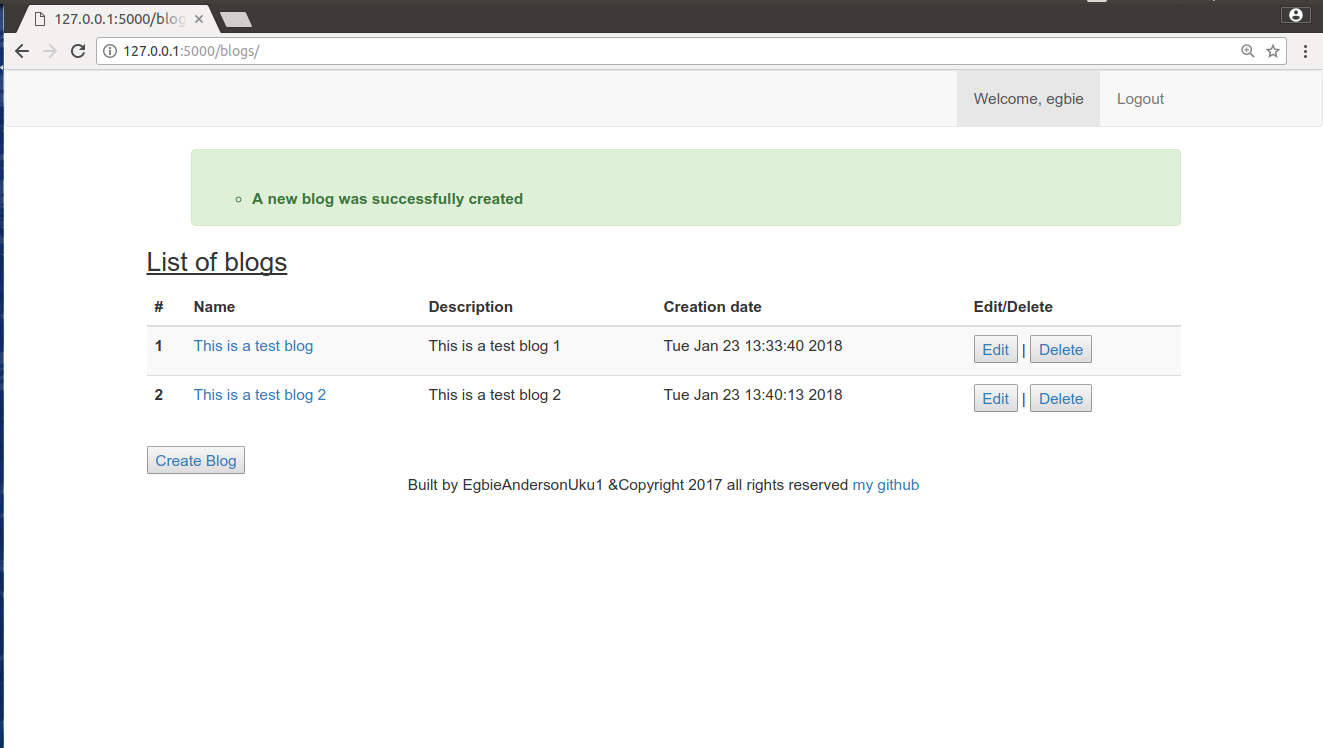 127.0.0.1:5000/blog
127.0.0.1:5000/blogs/
Welcome, egbie Logout
A new blog was successfully created
List of blogs
# Name Description Creation date Edit/Delete
1 This is a test blog This is a test blog 1 Tue Jan 23 13:33:40 2018 Edit | Delete
2 This is a test blog 2 This is a test blog 2 Tue Jan 23 13:40:13 2018 Edit | Delete
Create Blog
Built by EgbieAndersonUku1 &Copyright 2017 all rights reserved my github